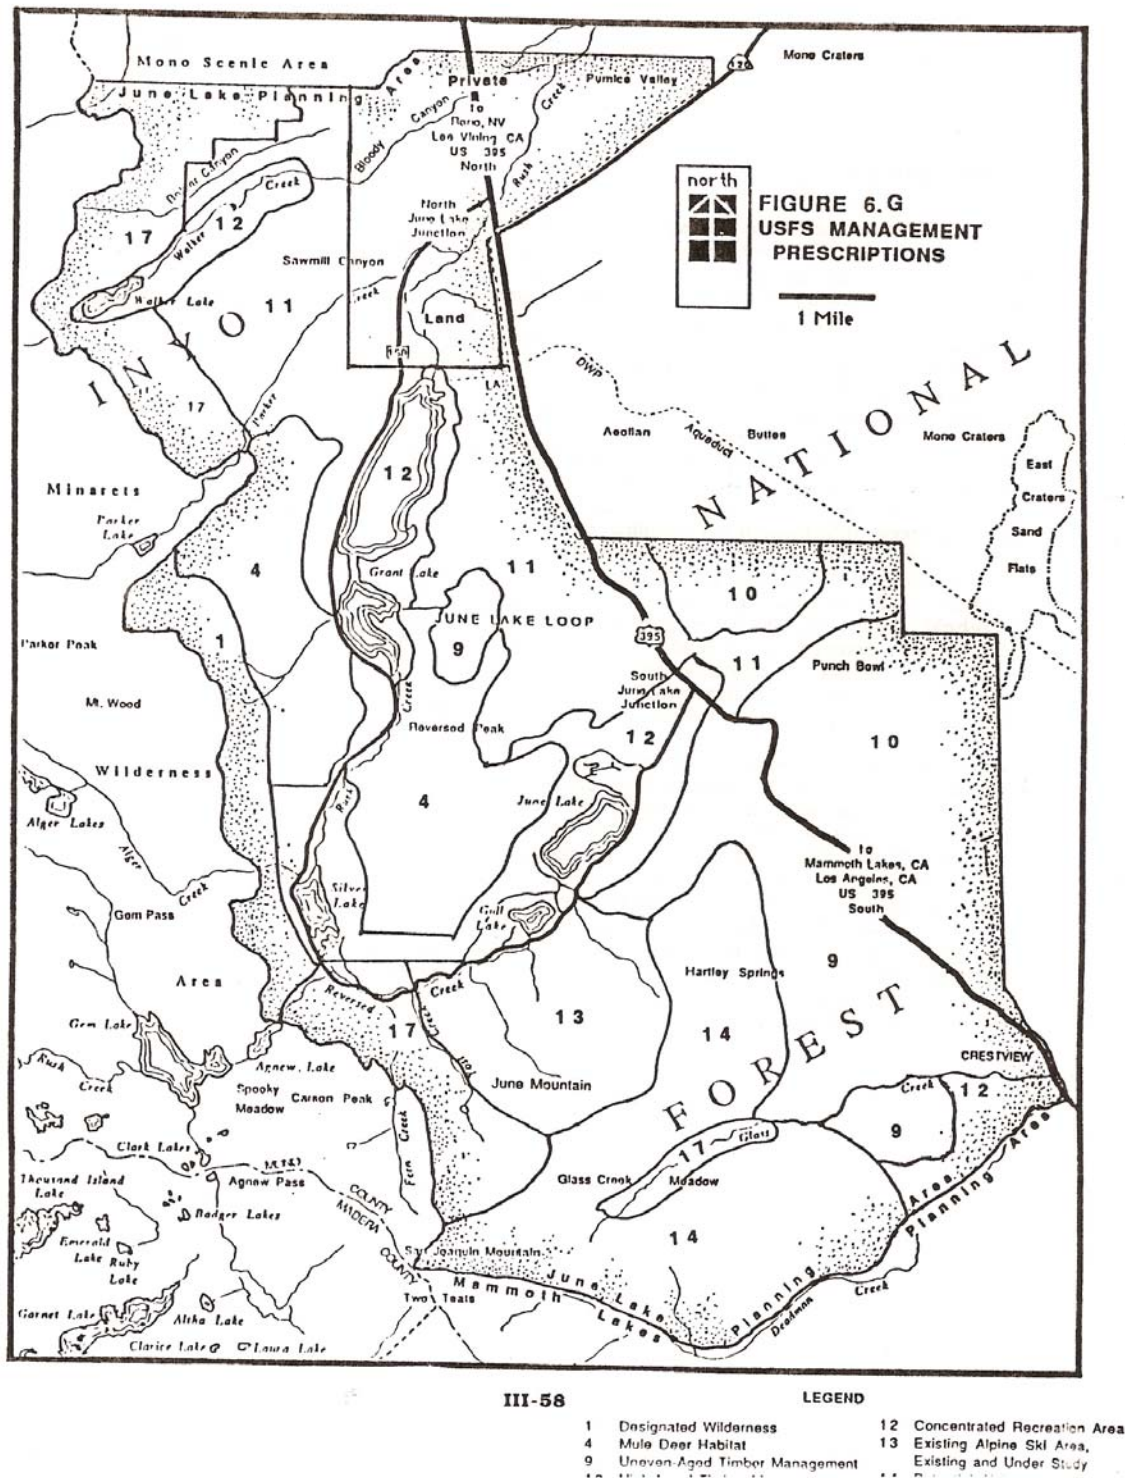 Mono Scenic Area
June Lake Planning Area
Private
to
Reno, NV
Lee Vining CA
US 395
North
Pumice Valley
120
Mono Craters
Bloody Canyon
Rush Creek
Walker Creek
17
12
North
June Lake
Junction
Sawmill Canyon
Creek
Walker Lake
11
Land
north
FIGURE 6.G
USFS MANAGEMENT
PRESCRIPTIONS
1 Mile
INYO
NATIONAL
FOREST
17
Parker
LA
DWP
Aqueduct
Aeolian Buttes
Mono Craters
East
Craters
Sand
Flats
Minarets
Parker
Lake
12
4
11
10
Grant Lake
JUNE LAKE LOOP
9
395
1
Parker Peak
Mt. Wood
South
June Lake
Junction
11
Punch Bowl
Creek
Reversed Peak
12
10
Wilderness
Rush
4
June Lake
Alger Lakes
Alger
Creek
to
Mammoth Lakes, CA
Los Angeles, CA
US 395
South
Silver
Lake
Gull
Lake
Gem Pass
Area
Hartley Springs
9
Reversed
Creek
Gem Lake
17
13
14
Creek
Rush
Creek
Agnew Lake
Spooky
Meadow
Carson Peak
June Mountain
CRESTVIEW
Creek
12
9
Clark Lakes
Fern Creek
17
Glass
Thousand Island
Lake
Agnew Pass
Glass Creek
Meadow
COUNTY
MADERA
COUNTY
Badger Lakes
Emerald
Lake
Ruby
Lake
San Joaquin Mountain
14
Area
Planning Area
Garnet Lake
Altha Lake
Two Teats
June Lake Planning
Mammoth Lakes
Deadman
Creek
Clarice Lake
Laura Lake
III-58
LEGEND
1 Designated Wilderness
4 Mule Deer Habitat
9 Uneven-Aged Timber Management
12 Concentrated Recreation Area
13 Existing Alpine Ski Area,
Existing and Under Study